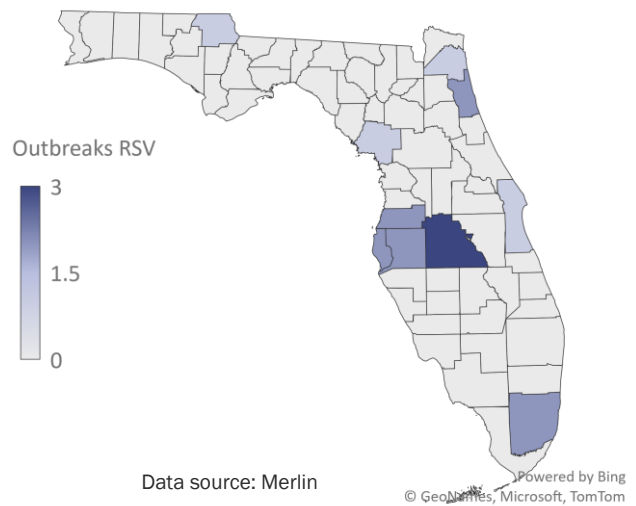 Outbreaks RSV
3
1.5
0
Data source: Merlin
Powered by Bing
© GeoNames, Microsoft, TomTom